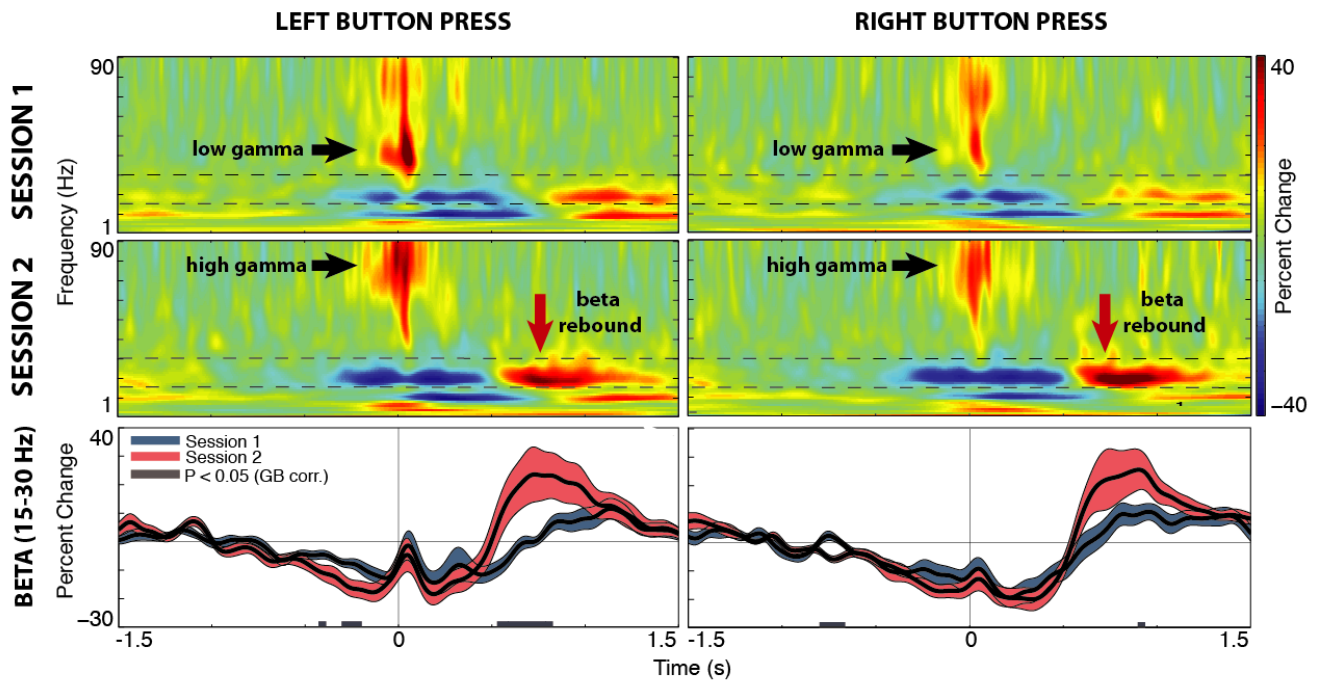 LEFT BUTTON PRESS
RIGHT BUTTON PRESS
SESSION 1
Frequency (Hz)
90
low gamma
1
low gamma
40
Percent Change
−40
SESSION 2
90
high gamma
beta
rebound
1
high gamma
beta
rebound
BETA (15-30 Hz)
Percent Change
40
Session 1
Session 2
P < 0.05 (GB corr.)
−30
-1.5
0
1.5
-1.5
0
1.5
Time (s)